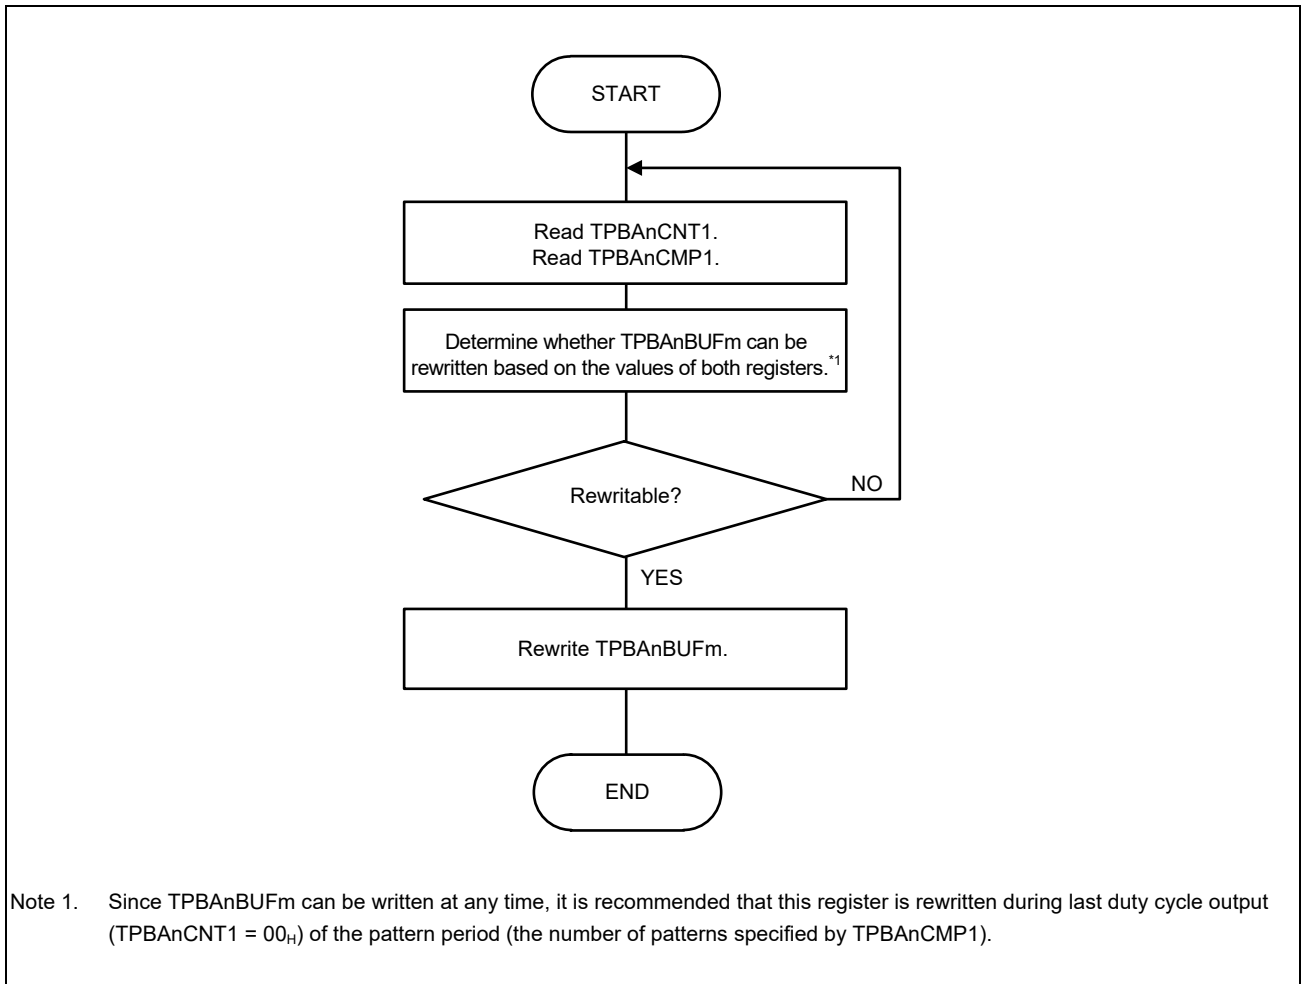 START
Read TPBAnCNT1.
Read TPBAnCMP1.
Determine whether TPBAnBUFm can be
rewritten based on the values of both registers.*1
Rewritable?
NO
YES
Rewrite TPBAnBUFm.
END
Note 1. Since TPBAnBUFm can be written at any time, it is recommended that this register is rewritten during last duty cycle output
(TPBAnCNT1 = 00H) of the pattern period (the number of patterns specified by TPBAnCMP1).